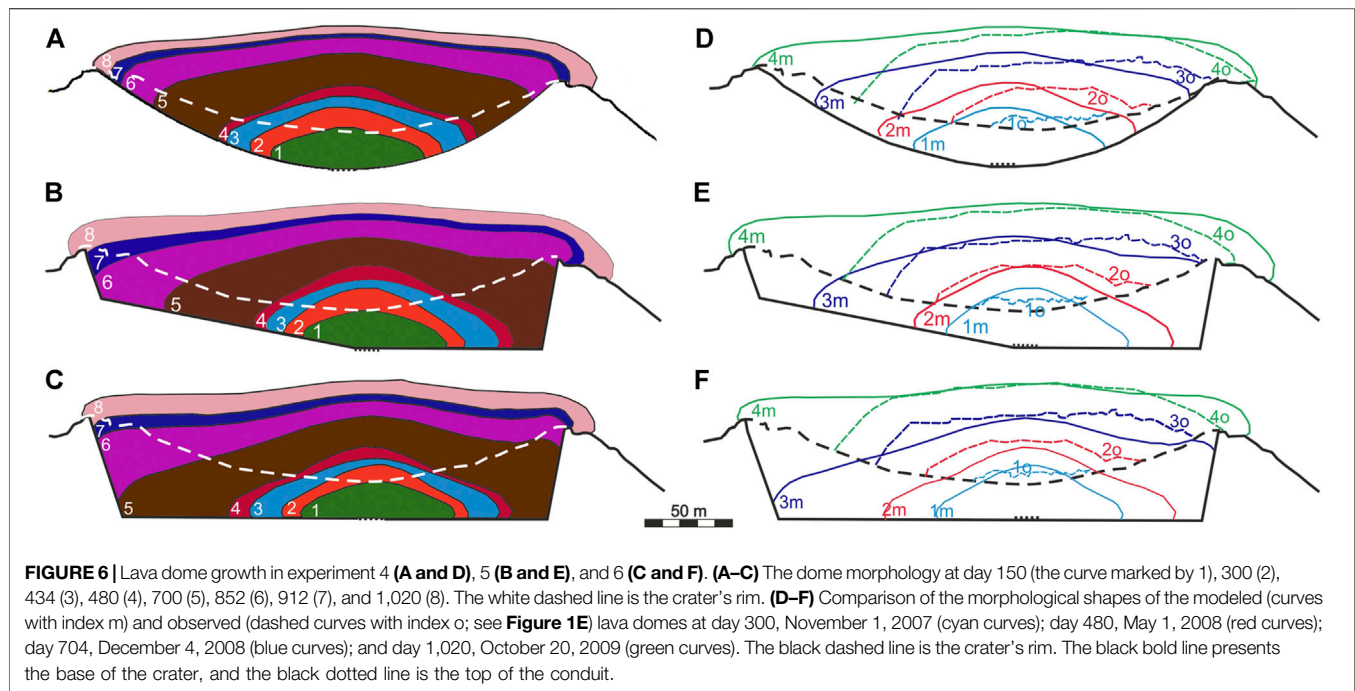 A
8
7
6
5
4
3
2
1
D
4m
3m
2m
1m
1o
2o
3o
4o
B
8
7
6
5
4
3
2
1
E
4m
3m
2m
1m
1o
2o
3o
4o
C
8
7
6
5
4
3
2
1
F
4m
3m
2m
1m
1o
2o
3o
4o
50 m
FIGURE 6 | Lava dome growth in experiment 4 (A and D), 5 (B and E), and 6 (C and F). (A–C) The dome morphology at day 150 (the curve marked by 1), 300 (2),
434 (3), 480 (4), 700 (5), 852 (6), 912 (7), and 1,020 (8). The white dashed line is the crater's rim. (D–F) Comparison of the morphological shapes of the modeled (curves
with index m) and observed (dashed curves with index o; see Figure 1E) lava domes at day 300, November 1, 2007 (cyan curves); day 480, May 1, 2008 (red curves);
day 704, December 4, 2008 (blue curves); and day 1,020, October 20, 2009 (green curves). The black dashed line is the crater's rim. The black bold line presents
the base of the crater, and the black dotted line is the top of the conduit.